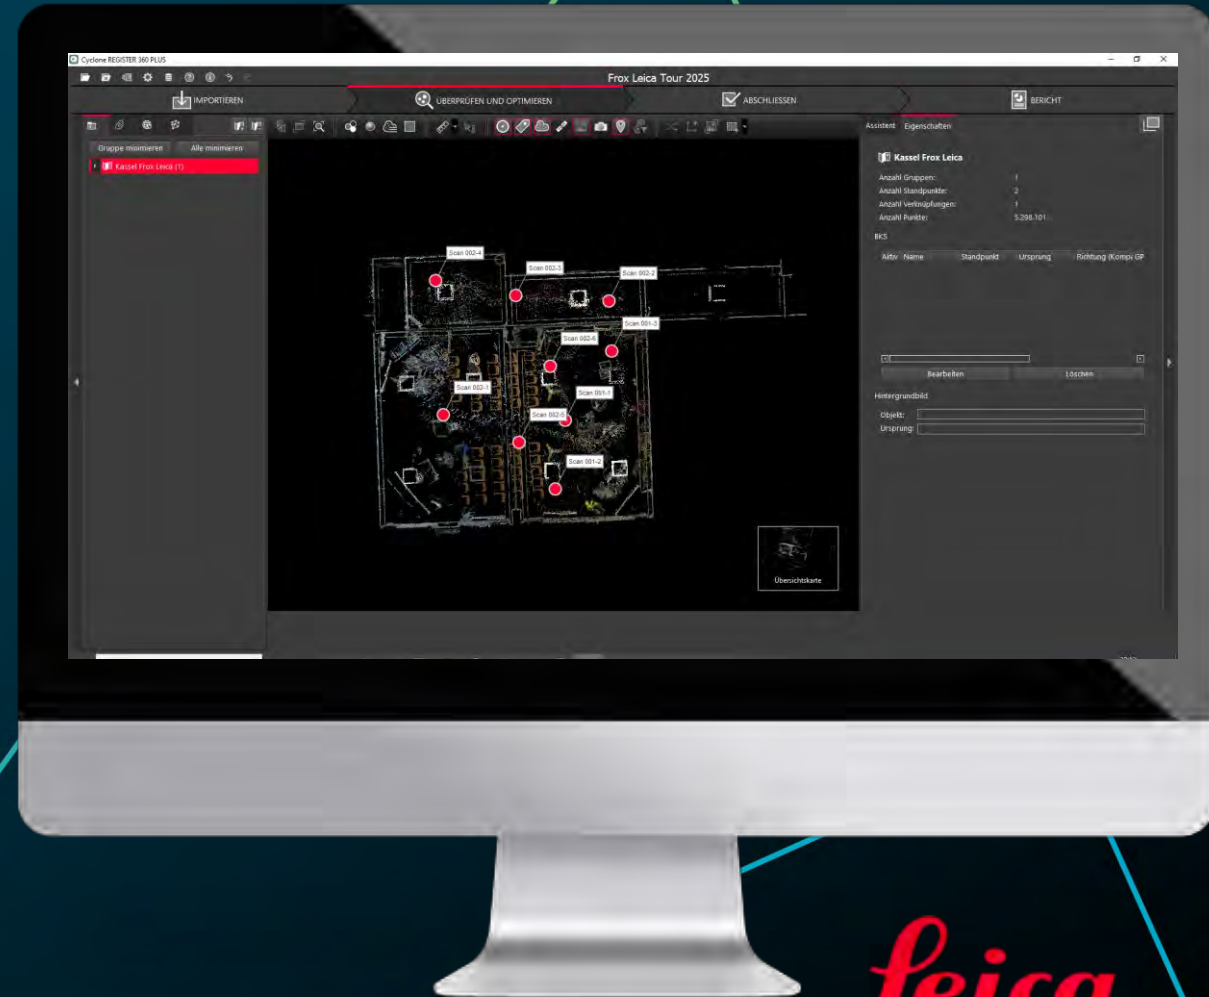 Cyclone REGISTER 360 PLUS
Frox Leica Tour 2025
IMPORTIEREN
ÜBERPRÜFEN UND OPTIMIEREN
ABSCHLIESSEN
BERICHT
Gruppe minimieren Alle minimieren
Kassel Frox Leica (1)
Scan 002-4
Scan 002-3
Scan 002-2
Scan 001-3
Scan 002-6
Scan 002-1
Scan 001-1
Scan 002-5
Scan 001-2
Übersichtskarte
Assistent Eigenschaften
Kassel Frox Leica
Anzahl Gruppen: 1
Anzahl Standpunkte: 2
Anzahl Verknüpfungen: 1
Anzahl Punkte: 5.298.101
BKS
Aktiv Name Standpunkt Ursprung Richtung (Kompa GP
Bearbeiten Löschen
Hintergrundbild
Objekt:
Ursprung:
Leica